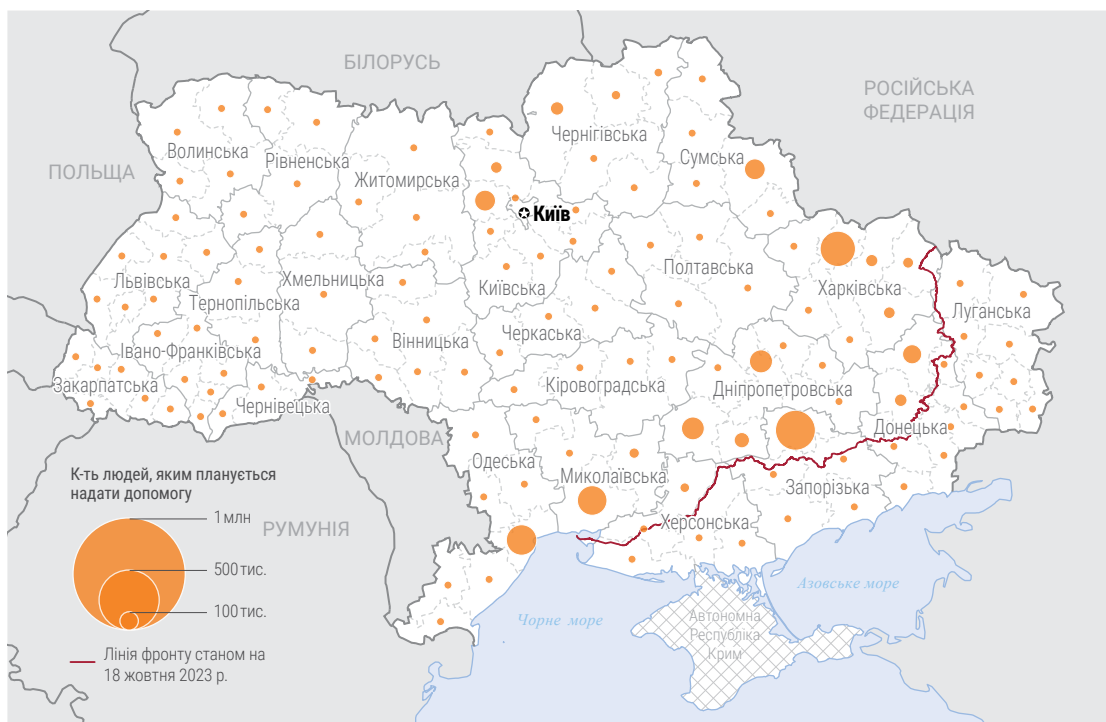 БІЛОРУСЬ
РОСІЙСЬКА
ФЕДЕРАЦІЯ
ПОЛЬЩА
Волинська
Рівненська
Житомирська
Чернігівська
Сумська
Київ
Львівська
Тернопільська
Хмельницька
Київська
Полтавська
Харківська
Луганська
Черкаська
Вінницька
Івано-Франківська
Закарпатська
Чернівецька
Кіровоградська
Дніпропетровська
Донецька
МОЛДОВА
Одеська
Миколаївська
Запорізька
Херсонська
РУМУНІЯ
Чорне море
Азовське море
Автономна
Республіка
Крим
К-ть людей, яким планується
надати допомогу
1 млн
500 тис.
100 тис.
Лінія фронту станом на
18 жовтня 2023 р.